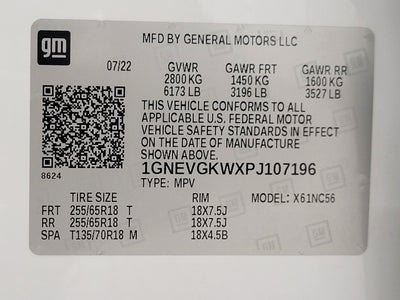 gm
MFD BY GENERAL MOTORS LLC
07/22 GVWR GAWR FRT GAWR RR
2800 KG 1450 KG 1600 KG
6173 LB 3196 LB 3527 LB
THIS VEHICLE CONFORMS TO ALL
APPLICABLE U.S. FEDERAL MOTOR
VEHICLE SAFETY STANDARDS IN EFFECT
ON THE DATE OF MANUFACTURE
SHOWN ABOVE.
1GNEVGKWXPJ107196
8624 TYPE: MPV
TIRE SIZE RIM MODEL: X61NC56
FRT 255/65R18 T 18X7.5J
RR 255/65R18 T 18X7.5J
SPA T135/70R18 M 18X4.5B